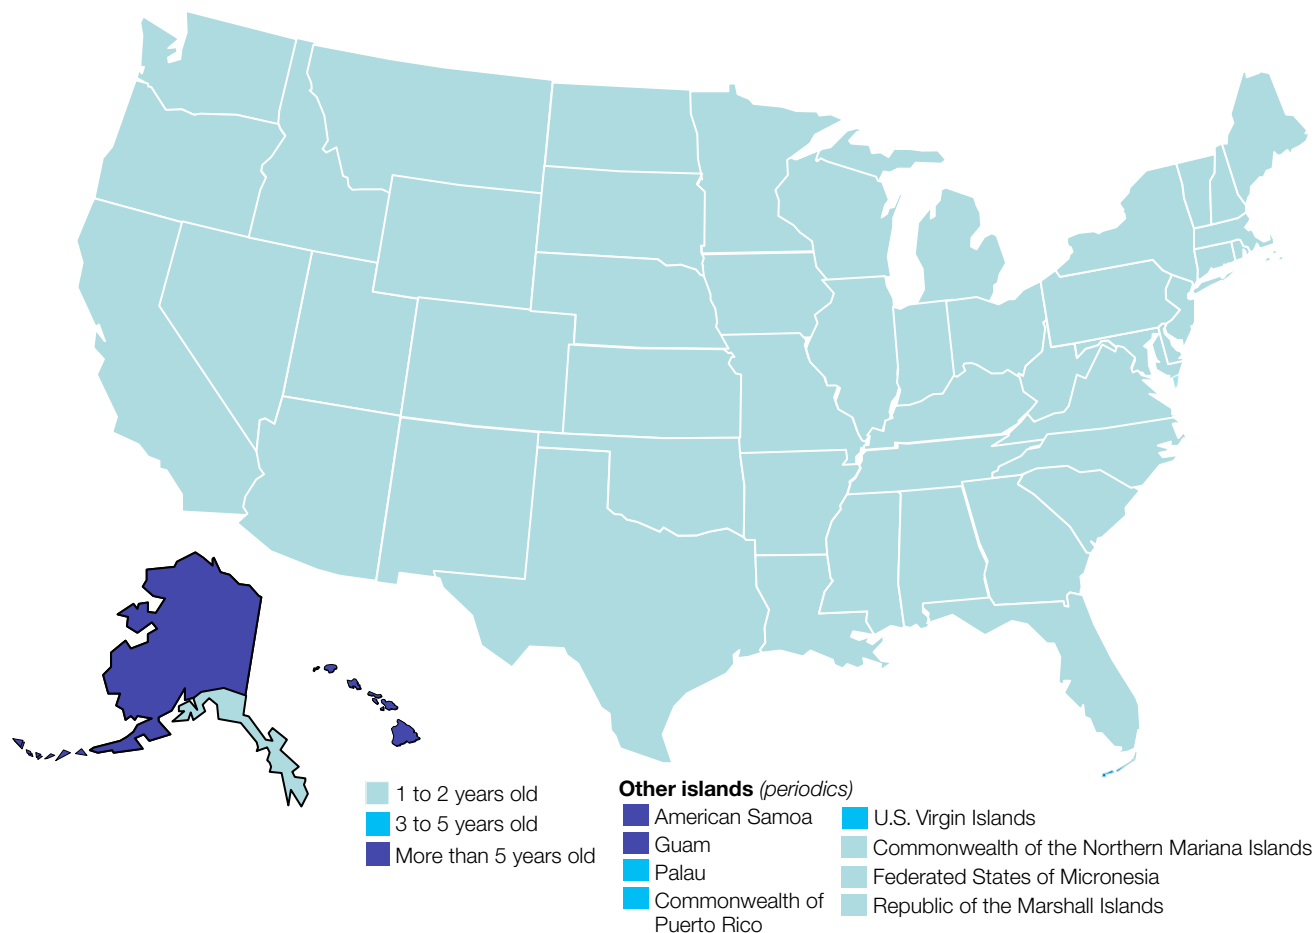 1 to 2 years old
3 to 5 years old
More than 5 years old
Other islands (periodics)
American Samoa
Guam
Palau
Commonwealth of
Puerto Rico
U.S. Virgin Islands
Commonwealth of the Northern Mariana Islands
Federated States of Micronesia
Republic of the Marshall Islands